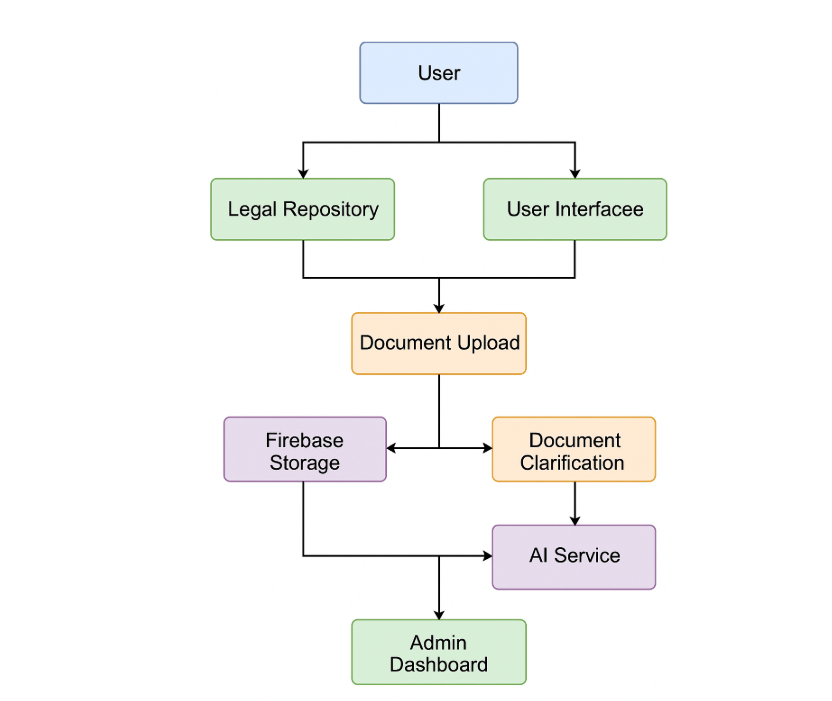 User
Legal Repository
User Interfacee
Document Upload
Firebase
Storage
Document
Clarification
AI Service
Admin
Dashboard